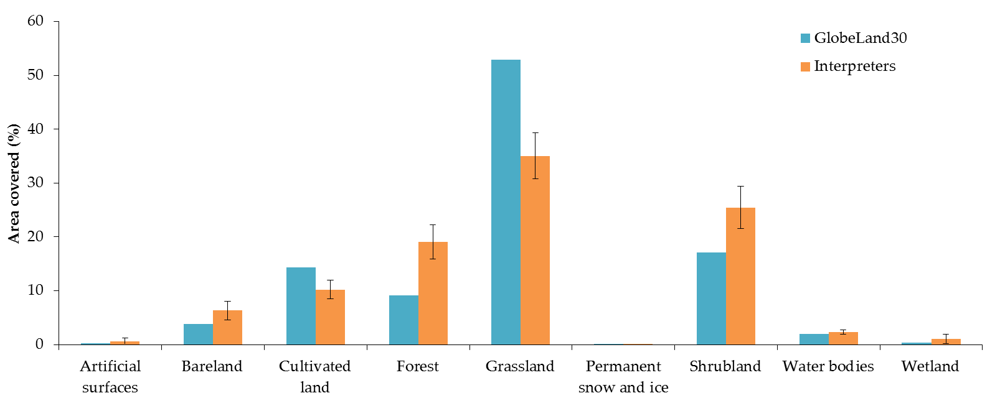 60
50
40
30
20
10
0
Area covered (%)
GlobeLand30
Interpreters
Artificial
surfaces
Bareland
Cultivated
land
Forest
Grassland
Permanent
snow and ice
Shrubland
Water bodies
Wetland